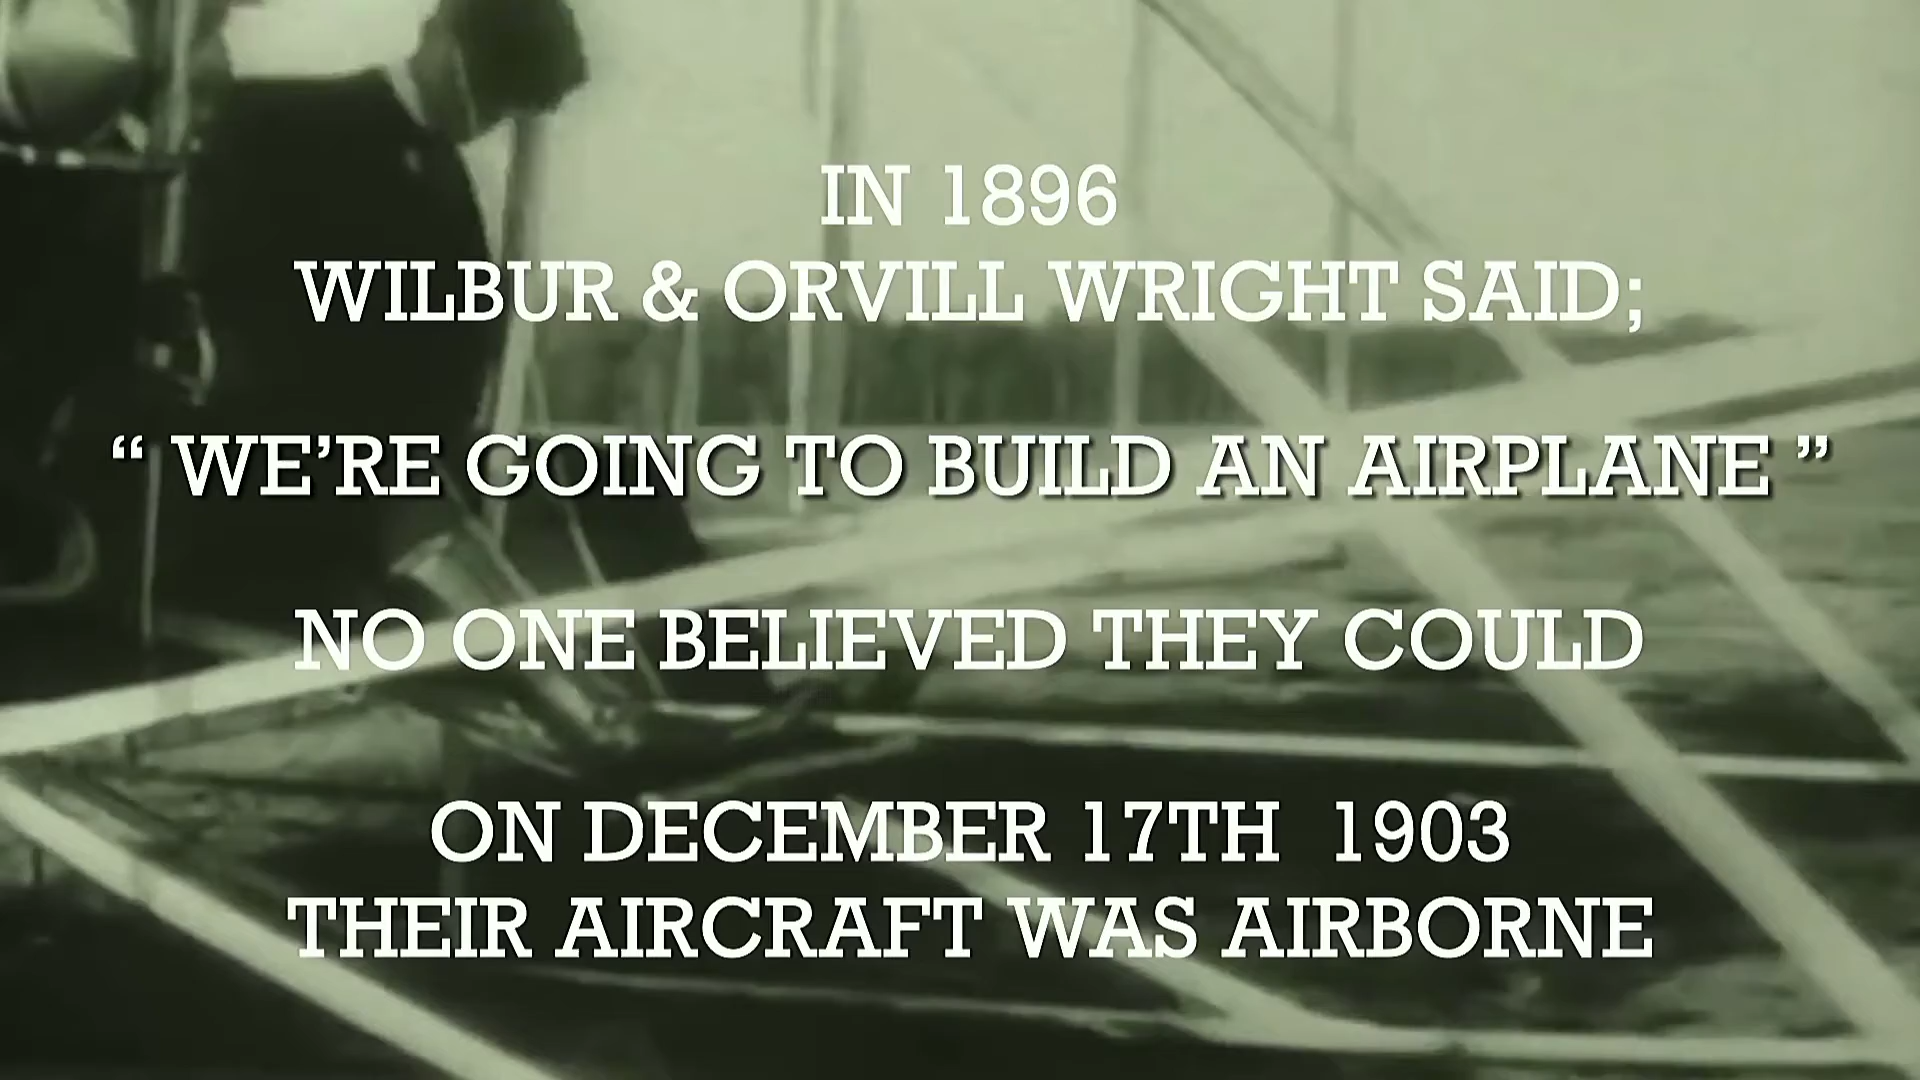 IN 1896
WILBUR & ORVILL WRIGHT SAID;
“ WE’RE GOING TO BUILD AN AIRPLANE ”
NO ONE BELIEVED THEY COULD
ON DECEMBER 17TH  1903
THEIR AIRCRAFT WAS AIRBORNE